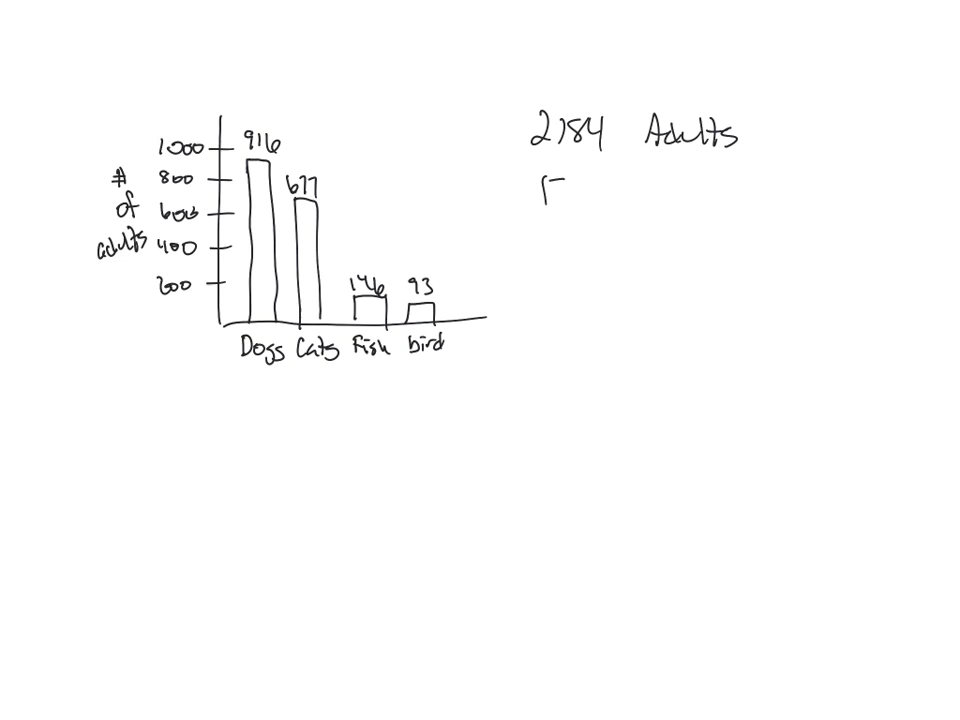 2184 Adults
1000 916
# 800
677
of 600
adults 400
200 146 93
Dogs Cats Fish bird